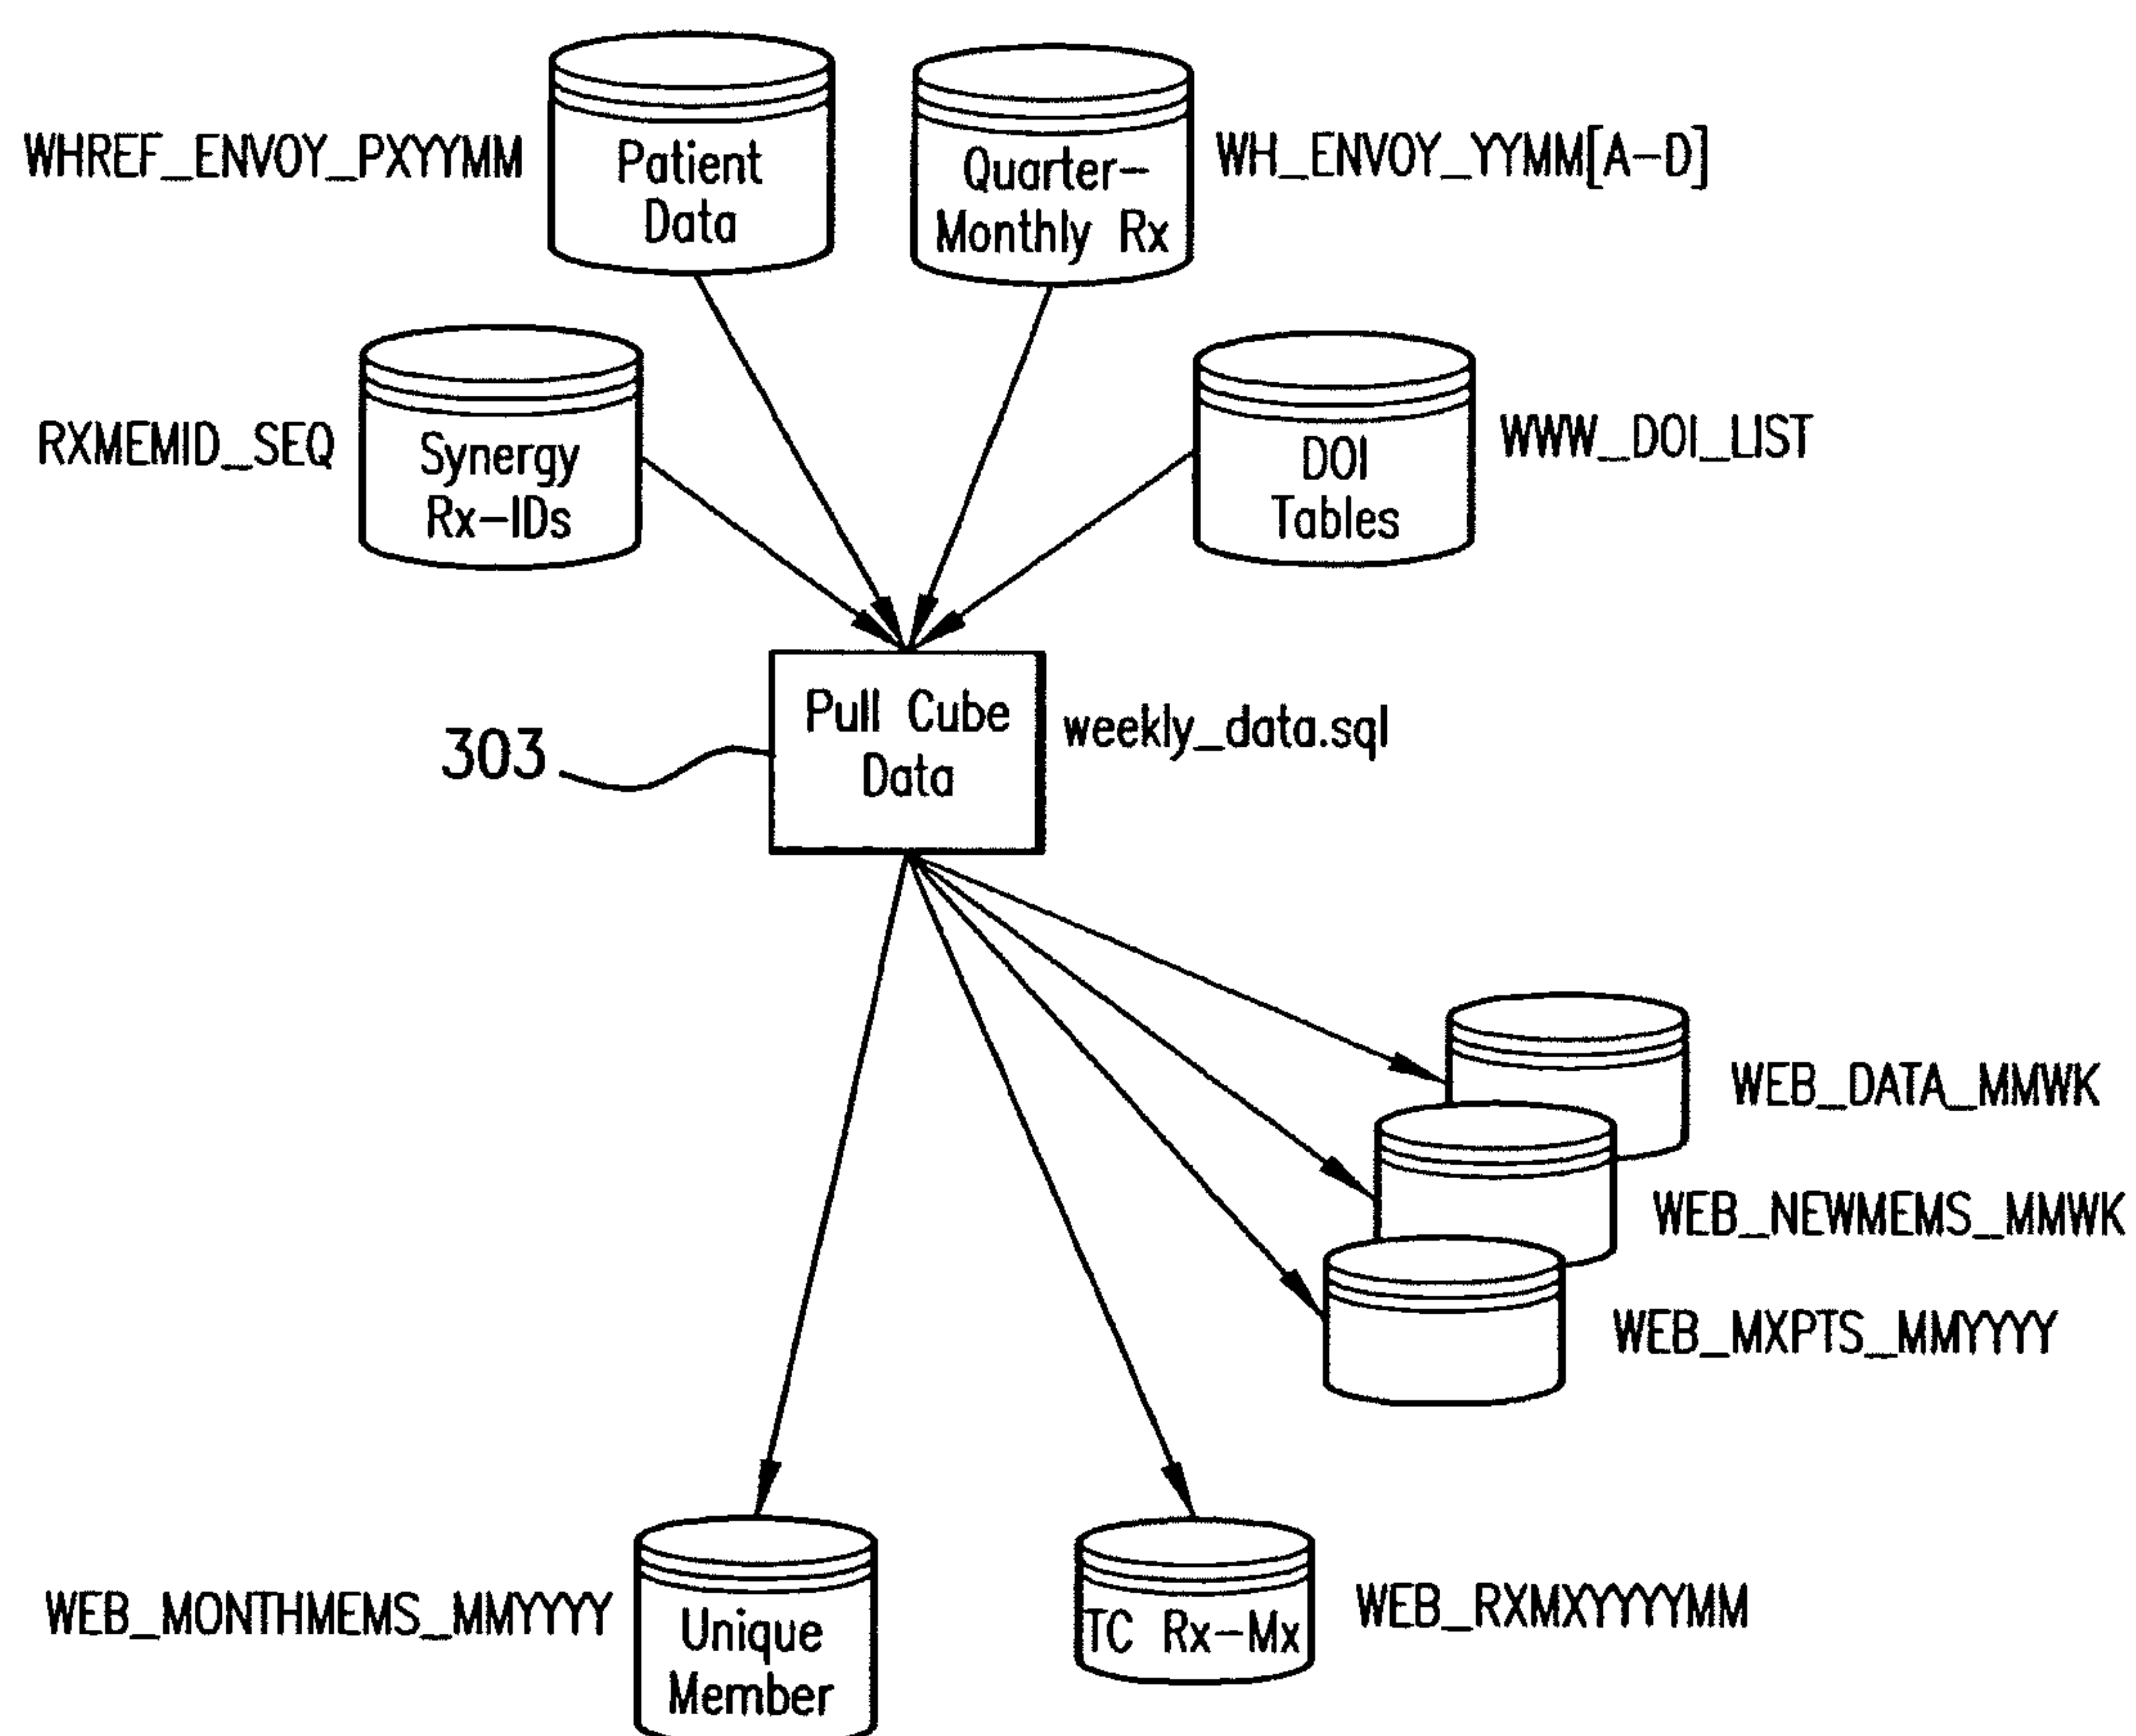 WHREF_ENVOY_PXYYMM
Patient
Data
Quarter-
Monthly Rx
WH_ENVOY_YYMM[A-D]
RXMEMID_SEQ
Synergy
Rx-IDs
DOI
Tables
WWW_DOI_LIST
Pull Cube
Data
weekly_data.sql
303
WEB_DATA_MMWK
WEB_NEWMEMS_MMWK
WEB_MXPTS_MMYYYY
WEB_MONTHMEMS_MMYYYY
Unique
Member
TC Rx-Mx
WEB_RXMXYYYYMM